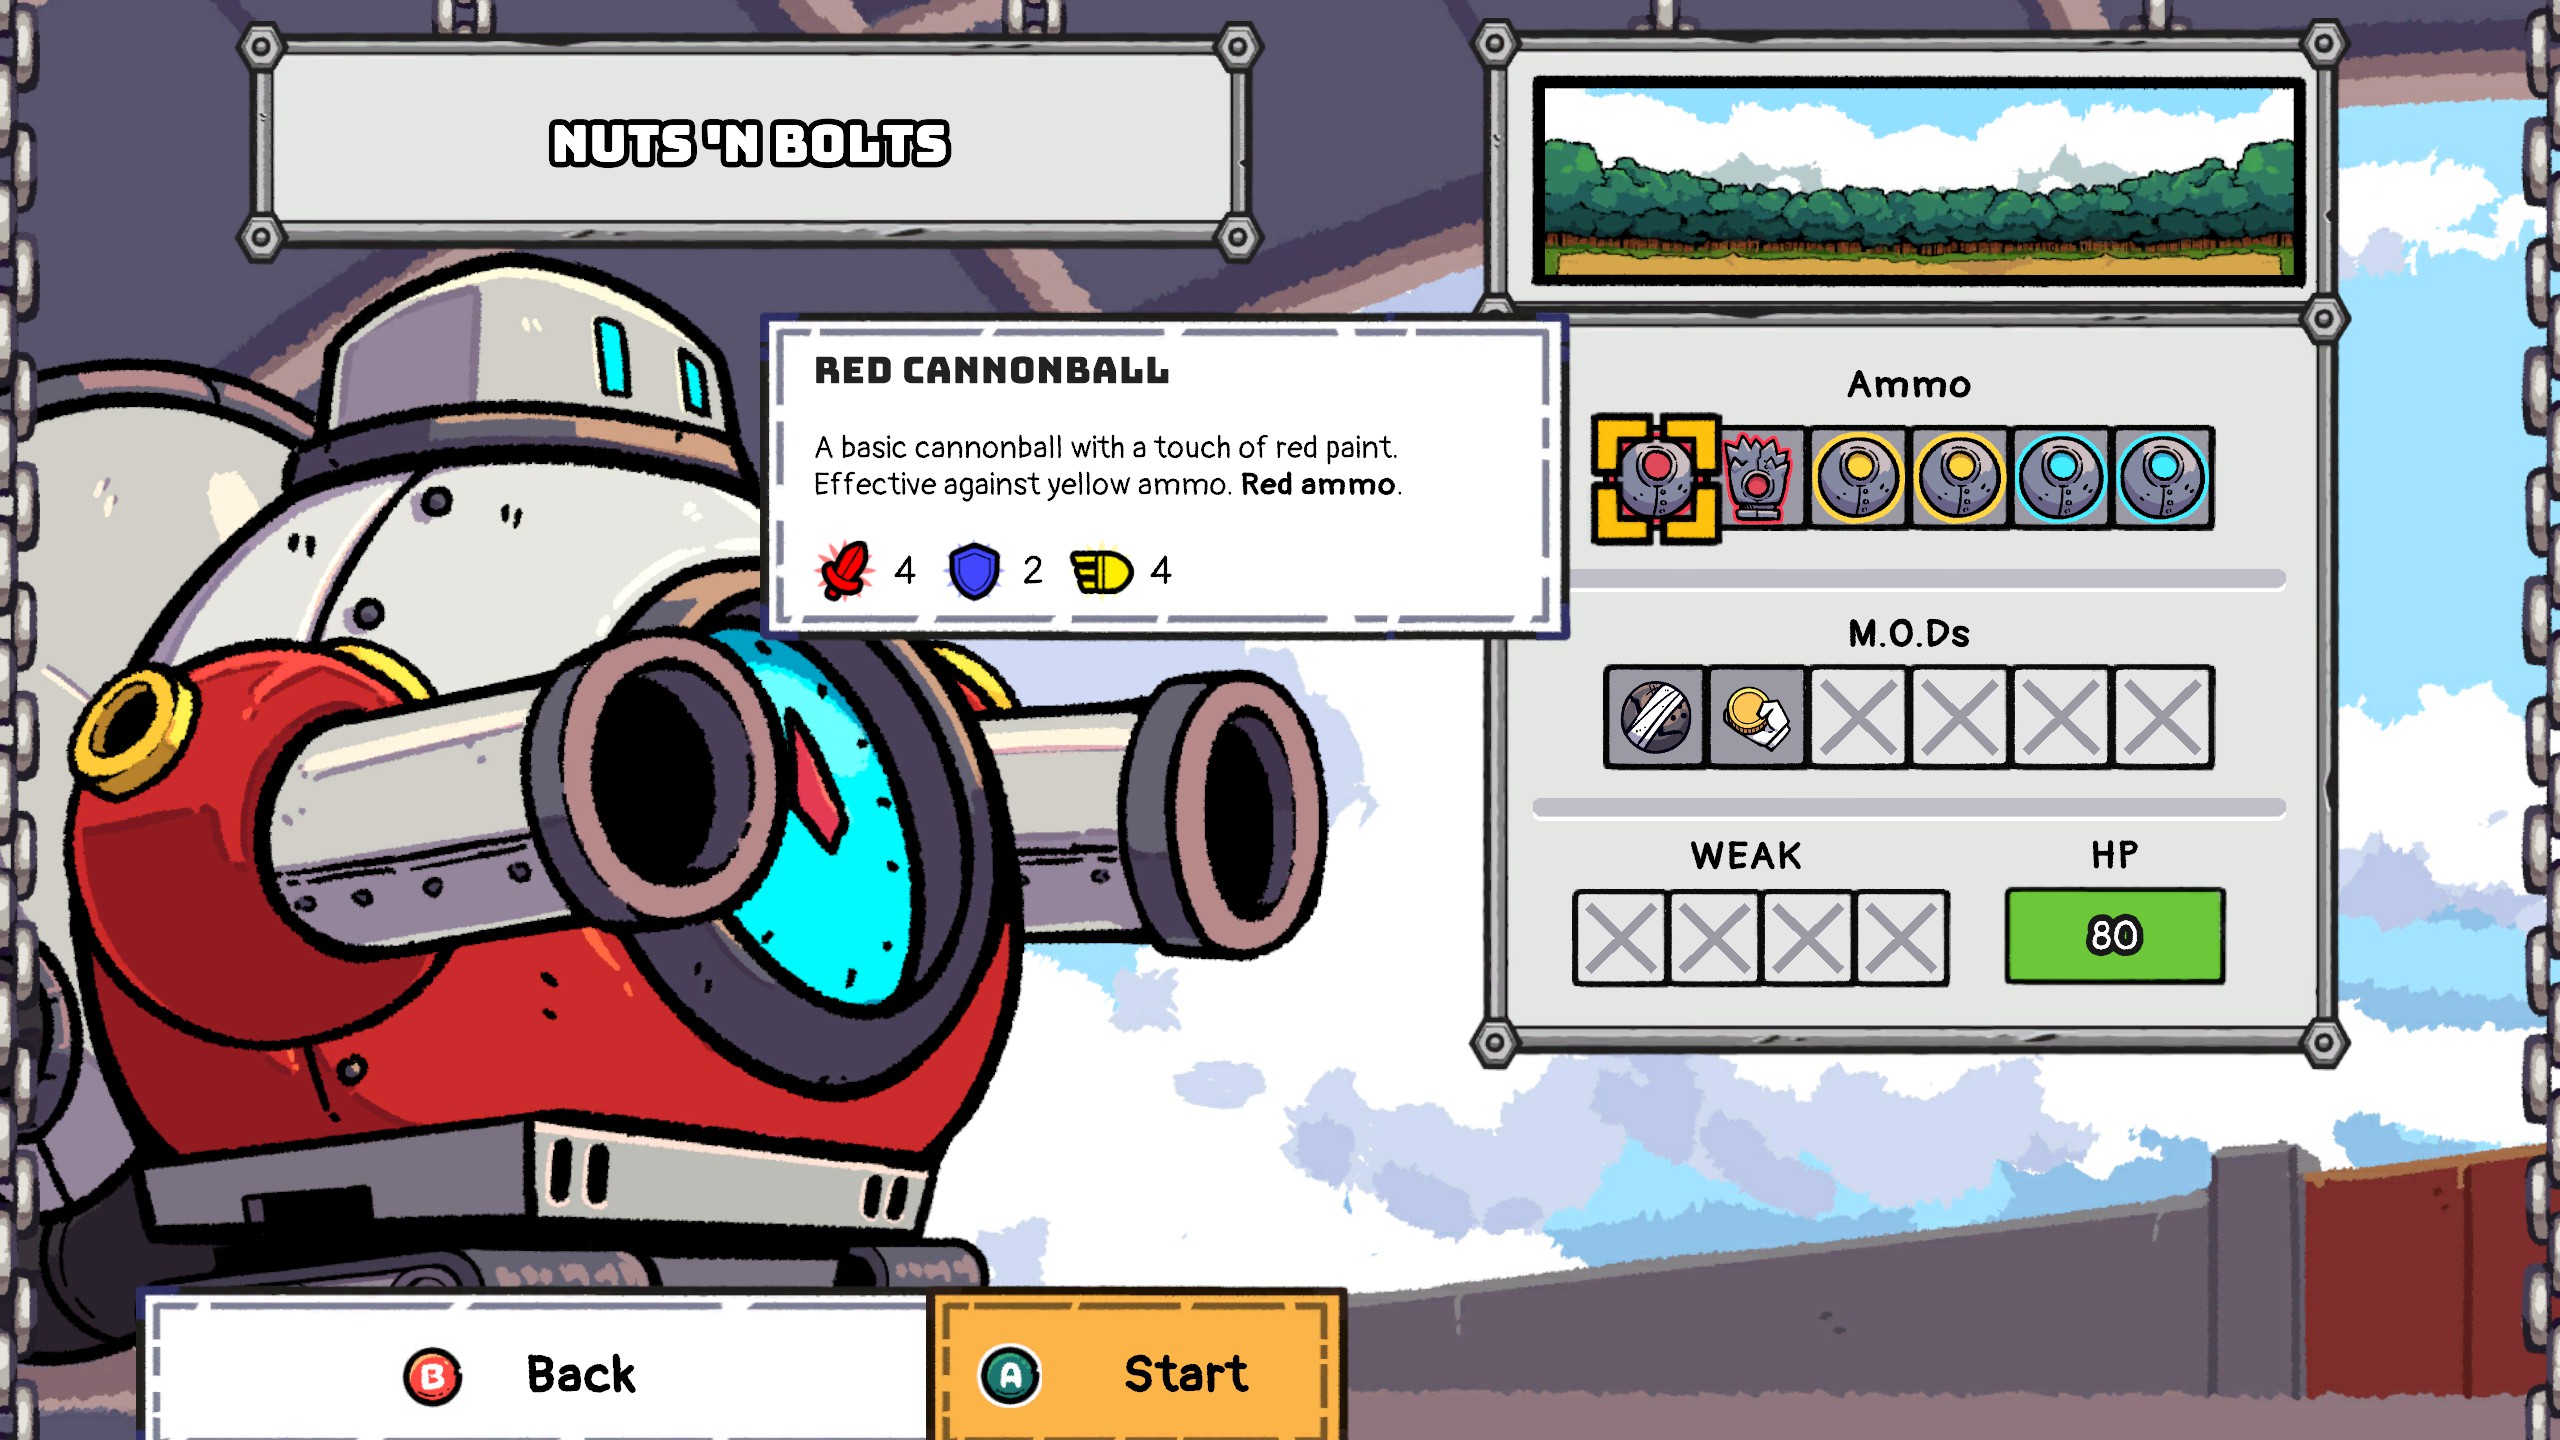 NUTS 'N BOLTS
RED CANNONBALL
A basic cannonball with a touch of red paint.
Effective against yellow ammo. Red ammo.
4 2 4
Ammo
M.O.Ds
WEAK
HP
80
B Back
A Start